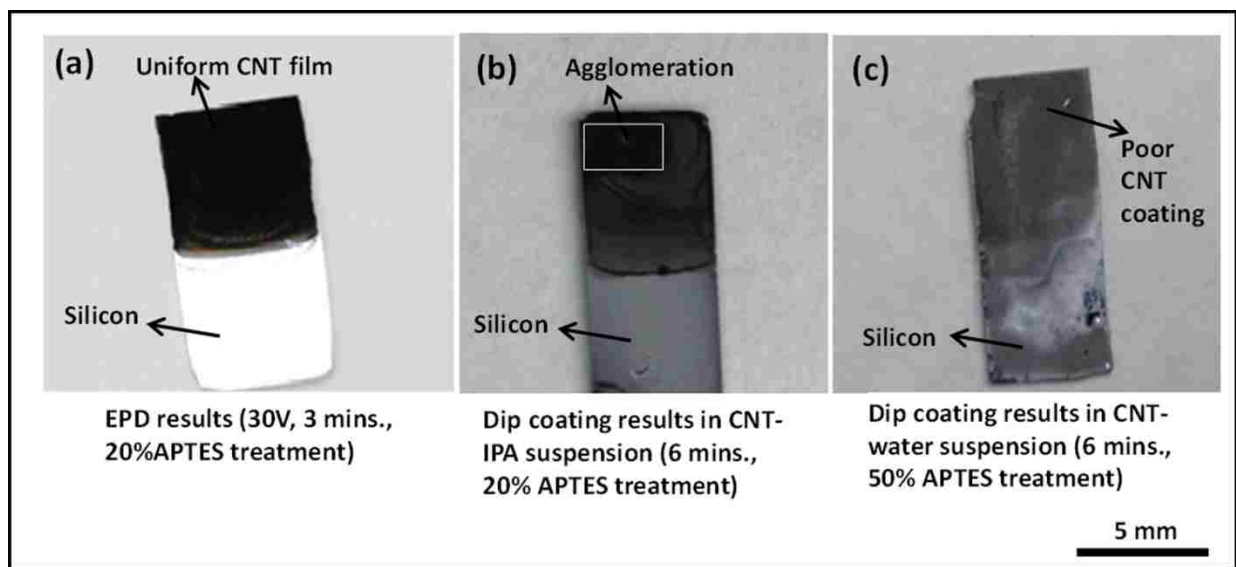 (a)
Uniform CNT film
Silicon
EPD results (30V, 3 mins.,
20%APTES treatment)
(b)
Agglomeration
Silicon
Dip coating results in CNT-
IPA suspension (6 mins.,
20% APTES treatment)
(c)
Poor
CNT
coating
Silicon
Dip coating results in CNT-
water suspension (6 mins.,
50% APTES treatment)
5 mm